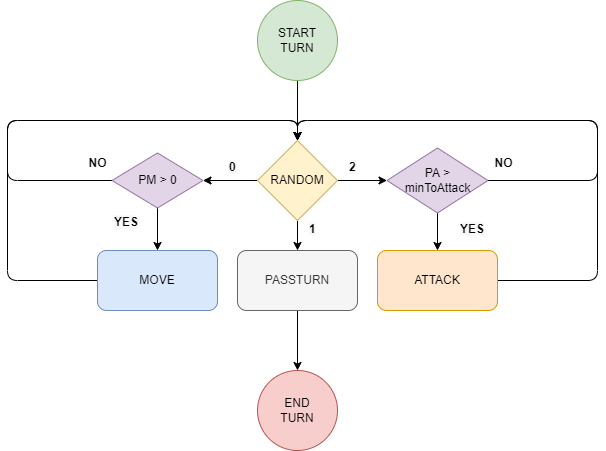 START
TURN
NO
PM > 0
0
RANDOM
2
PA >
minToAttack
NO
YES
1
YES
MOVE
PASSTURN
ATTACK
END
TURN